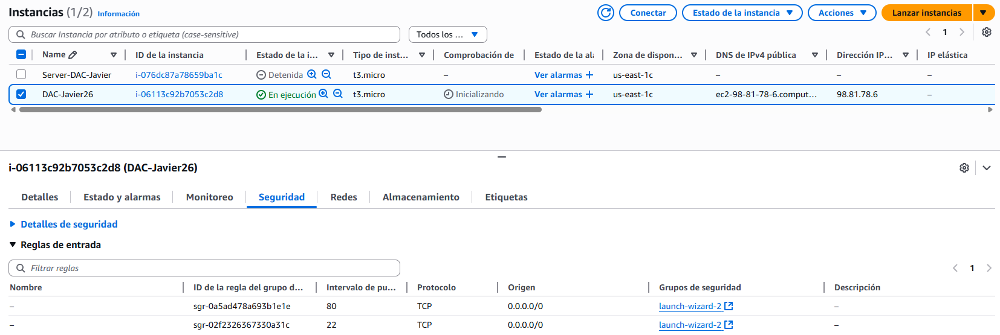 Instancias (1/2) Información Conectar Estado de la instancia Acciones Lanzar instancias
Buscar Instancia por atributo o etiqueta (case-sensitive) Todos los ... 1
Name ID de la instancia Estado de la i... Tipo de inst... Comprobación de Estado de la ala Zona de dispon... DNS de IPv4 pública Dirección IP... IP elástica
Server-DAC-Javier i-076dc87a78659ba1c Detenida t3.micro – Ver alarmas + us-east-1c – – –
DAC-Javier26 i-06113c92b7053c2d8 En ejecución t3.micro Inicializando Ver alarmas + us-east-1c ec2-98-81-78-6.comput... 98.81.78.6 –
i-06113c92b7053c2d8 (DAC-Javier26)
Detalles Estado y alarmas Monitoreo Seguridad Redes Almacenamiento Etiquetas
Detalles de seguridad
Reglas de entrada
Filtrar reglas 1
Nombre ID de la regla del grupo d... Intervalo de pu... Protocolo Origen Grupos de seguridad Descripción
– sgr-0a5ad478a693b1e1e 80 TCP 0.0.0.0/0 launch-wizard-2 –
– sgr-02f2326367330a31c 22 TCP 0.0.0.0/0 launch-wizard-2 –